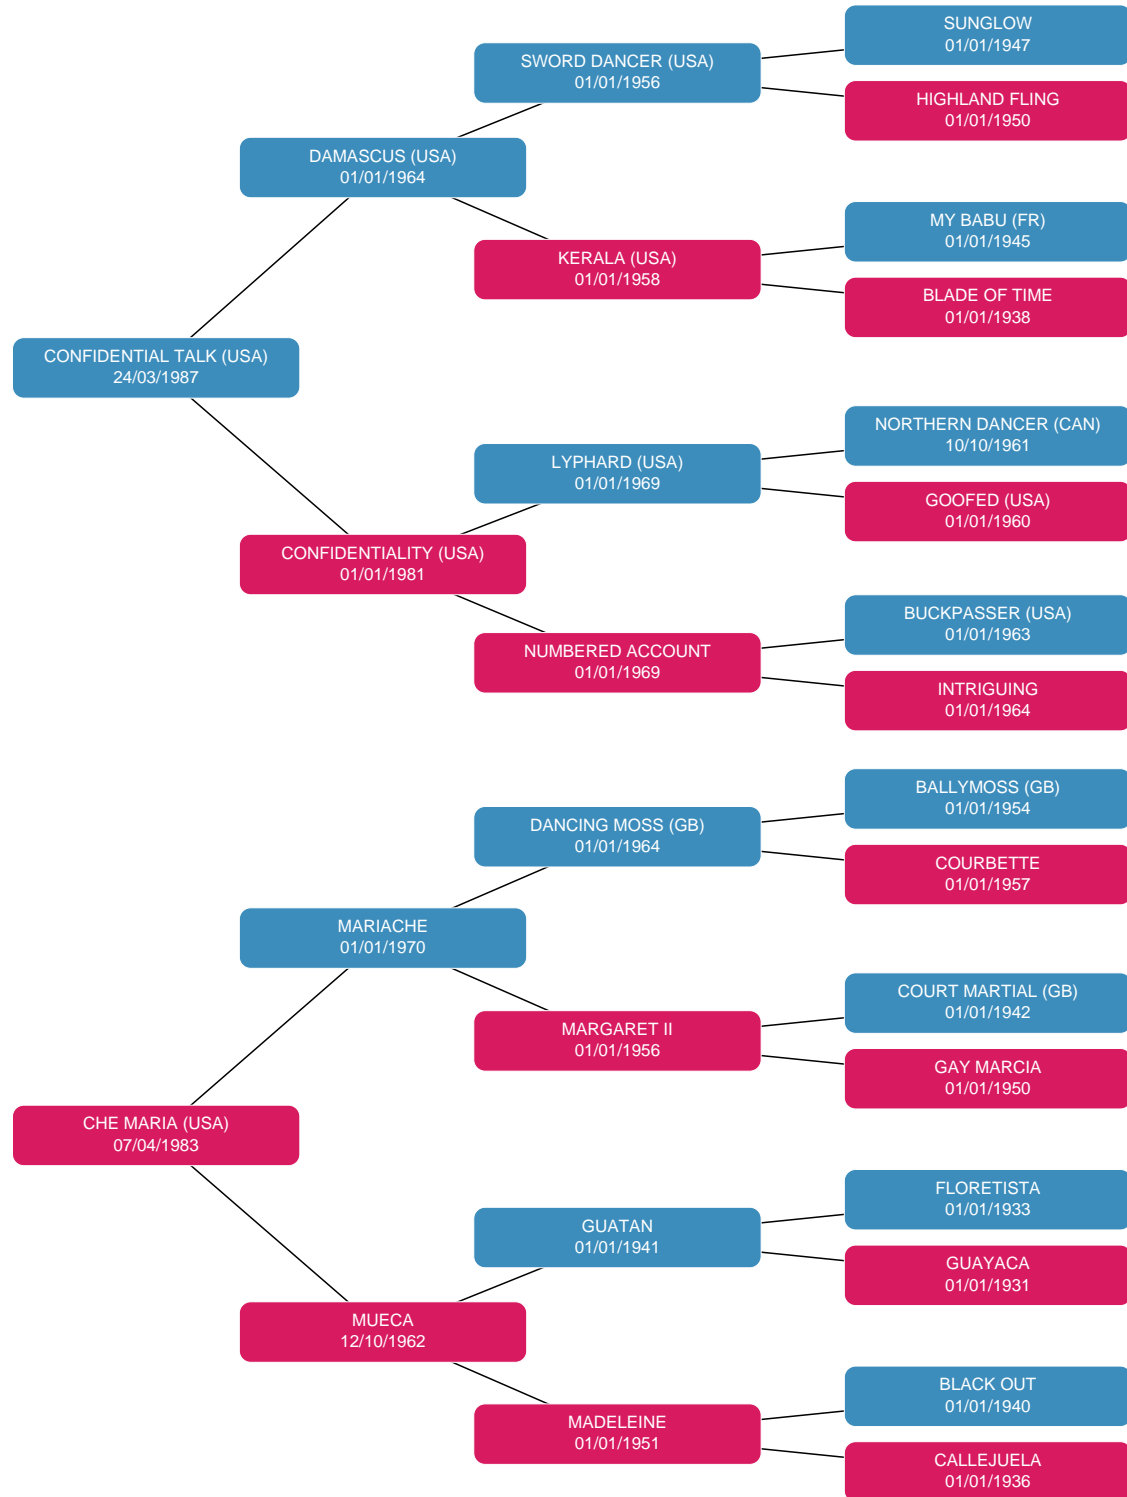 SUNGLOW
01/01/1947
SWORD DANCER (USA)
01/01/1956
HIGHLAND FLING
01/01/1950
DAMASCUS (USA)
01/01/1964
MY BABU (FR)
01/01/1945
KERALA (USA)
01/01/1958
BLADE OF TIME
01/01/1938
CONFIDENTIAL TALK (USA)
24/03/1987
NORTHERN DANCER (CAN)
10/10/1961
LYPHARD (USA)
01/01/1969
GOOFED (USA)
01/01/1960
CONFIDENTIALITY (USA)
01/01/1981
BUCKPASSER (USA)
01/01/1963
NUMBERED ACCOUNT
01/01/1969
INTRIGUING
01/01/1964
BALLYMOSS (GB)
01/01/1954
DANCING MOSS (GB)
01/01/1964
COURBETTE
01/01/1957
MARIACHE
01/01/1970
COURT MARTIAL (GB)
01/01/1942
MARGARET II
01/01/1956
GAY MARCIA
01/01/1950
CHE MARIA (USA)
07/04/1983
FLORETISTA
01/01/1933
GUATAN
01/01/1941
GUAYACA
01/01/1931
MUECA
12/10/1962
BLACK OUT
01/01/1940
MADELEINE
01/01/1951
CALLEJUELA
01/01/1936